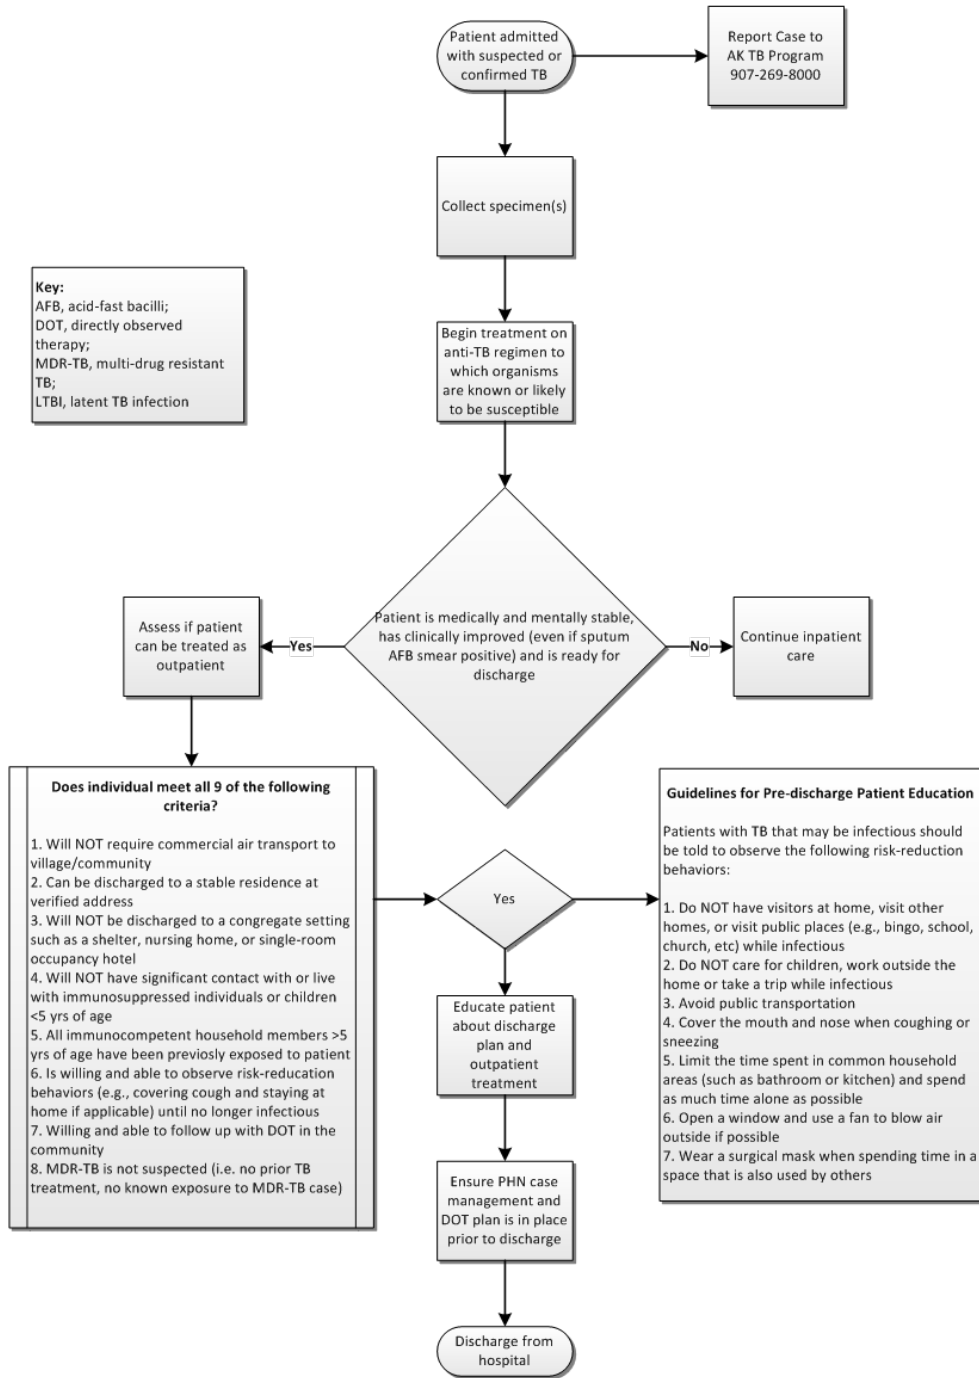 Patient admitted
with suspected or
confirmed TB
Report Case to
AK TB Program
907-269-8000
Collect specimen(s)
Key:
AFB, acid-fast bacilli;
DOT, directly observed
therapy;
MDR-TB, multi-drug resistant
TB;
LTBI, latent TB infection
Begin treatment on
anti-TB regimen to
which organisms
are known or likely
to be susceptible
Patient is medically and mentally stable,
has clinically improved (even if sputum
AFB smear positive) and is ready for
discharge
Yes
No
Assess if patient
can be treated as
outpatient
Continue inpatient
care
Does individual meet all 9 of the following
criteria?
1. Will NOT require commercial air transport to
village/community
2. Can be discharged to a stable residence at
verified address
3. Will NOT be discharged to a congregate setting
such as a shelter, nursing home, or single-room
occupancy hotel
4. Will NOT have significant contact with or live
with immunosuppressed individuals or children
<5 yrs of age
5. All immunocompetent household members >5
yrs of age have been previosly exposed to patient
6. Is willing and able to observe risk-reducation
behaviors (e.g., covering cough and staying at
home if applicable) until no longer infectious
7. Willing and able to follow up with DOT in the
community
8. MDR-TB is not suspected (i.e. no prior TB
treatment, no known exposure to MDR-TB case)
Yes
Educate patient
about discharge
plan and
outpatient
treatment
Ensure PHN case
management and
DOT plan is in place
prior to discharge
Discharge from
hospital
Guidelines for Pre-discharge Patient Education
Patients with TB that may be infectious should
be told to observe the following risk-reduction
behaviors:
1. Do NOT have visitors at home, visit other
homes, or visit public places (e.g., bingo, school,
church, etc) while infectious
2. Do NOT care for children, work outside the
home or take a trip while infectious
3. Avoid public transportation
4. Cover the mouth and nose when coughing or
sneezing
5. Limit the time spent in common household
areas (such as bathroom or kitchen) and spend
as much time alone as possible
6. Open a window and use a fan to blow air
outside if possible
7. Wear a surgical mask when spending time in a
space that is also used by others